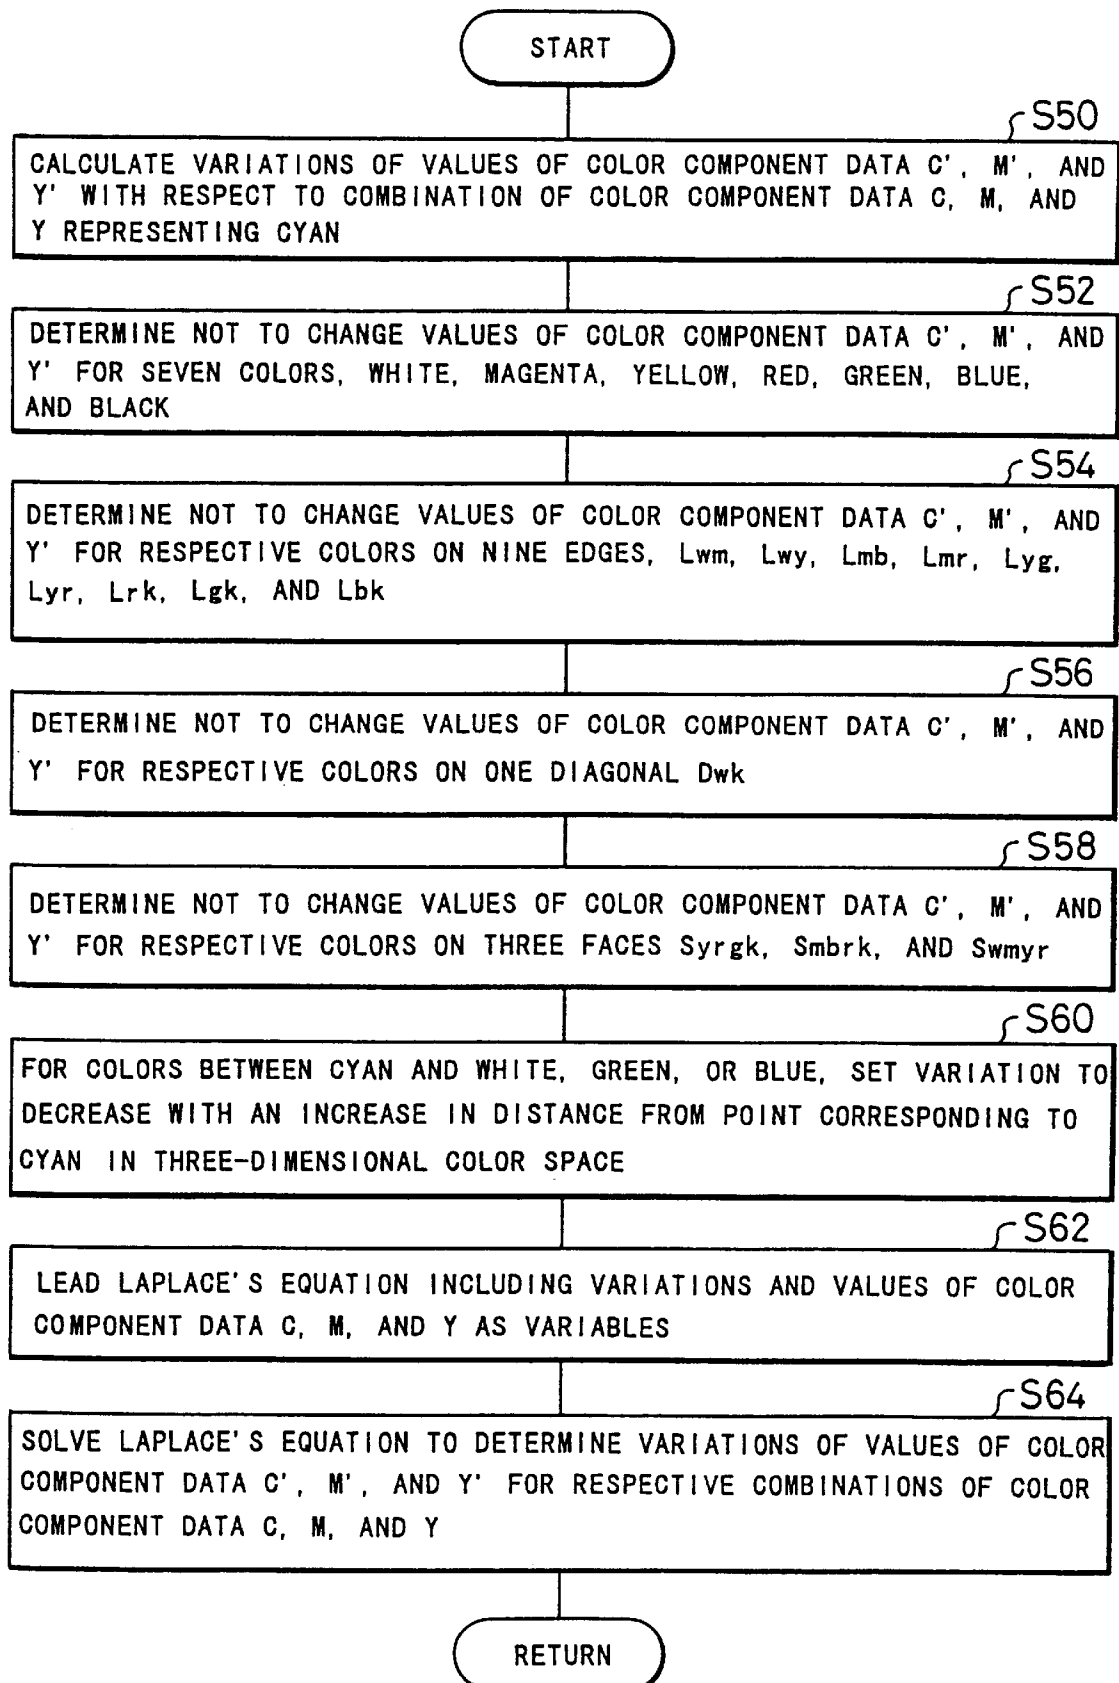 START
S50
CALCULATE VARIATIONS OF VALUES OF COLOR COMPONENT DATA C', M', AND
Y' WITH RESPECT TO COMBINATION OF COLOR COMPONENT DATA C, M, AND
Y REPRESENTING CYAN
S52
DETERMINE NOT TO CHANGE VALUES OF COLOR COMPONENT DATA C', M', AND
Y' FOR SEVEN COLORS, WHITE, MAGENTA, YELLOW, RED, GREEN, BLUE,
AND BLACK
S54
DETERMINE NOT TO CHANGE VALUES OF COLOR COMPONENT DATA C', M', AND
Y' FOR RESPECTIVE COLORS ON NINE EDGES, Lwm, Lwy, Lmb, Lmr, Lyg,
Lyr, Lrk, Lgk, AND Lbk
S56
DETERMINE NOT TO CHANGE VALUES OF COLOR COMPONENT DATA C', M', AND
Y' FOR RESPECTIVE COLORS ON ONE DIAGONAL Dwk
S58
DETERMINE NOT TO CHANGE VALUES OF COLOR COMPONENT DATA C', M', AND
Y' FOR RESPECTIVE COLORS ON THREE FACES Syrgk, Smbrk, AND Swmyr
S60
FOR COLORS BETWEEN CYAN AND WHITE, GREEN, OR BLUE, SET VARIATION TO
DECREASE WITH AN INCREASE IN DISTANCE FROM POINT CORRESPONDING TO
CYAN IN THREE-DIMENSIONAL COLOR SPACE
S62
LEAD LAPLACE'S EQUATION INCLUDING VARIATIONS AND VALUES OF COLOR
COMPONENT DATA C, M, AND Y AS VARIABLES
S64
SOLVE LAPLACE'S EQUATION TO DETERMINE VARIATIONS OF VALUES OF COLOR
COMPONENT DATA C', M', AND Y' FOR RESPECTIVE COMBINATIONS OF COLOR
COMPONENT DATA C, M, AND Y
RETURN